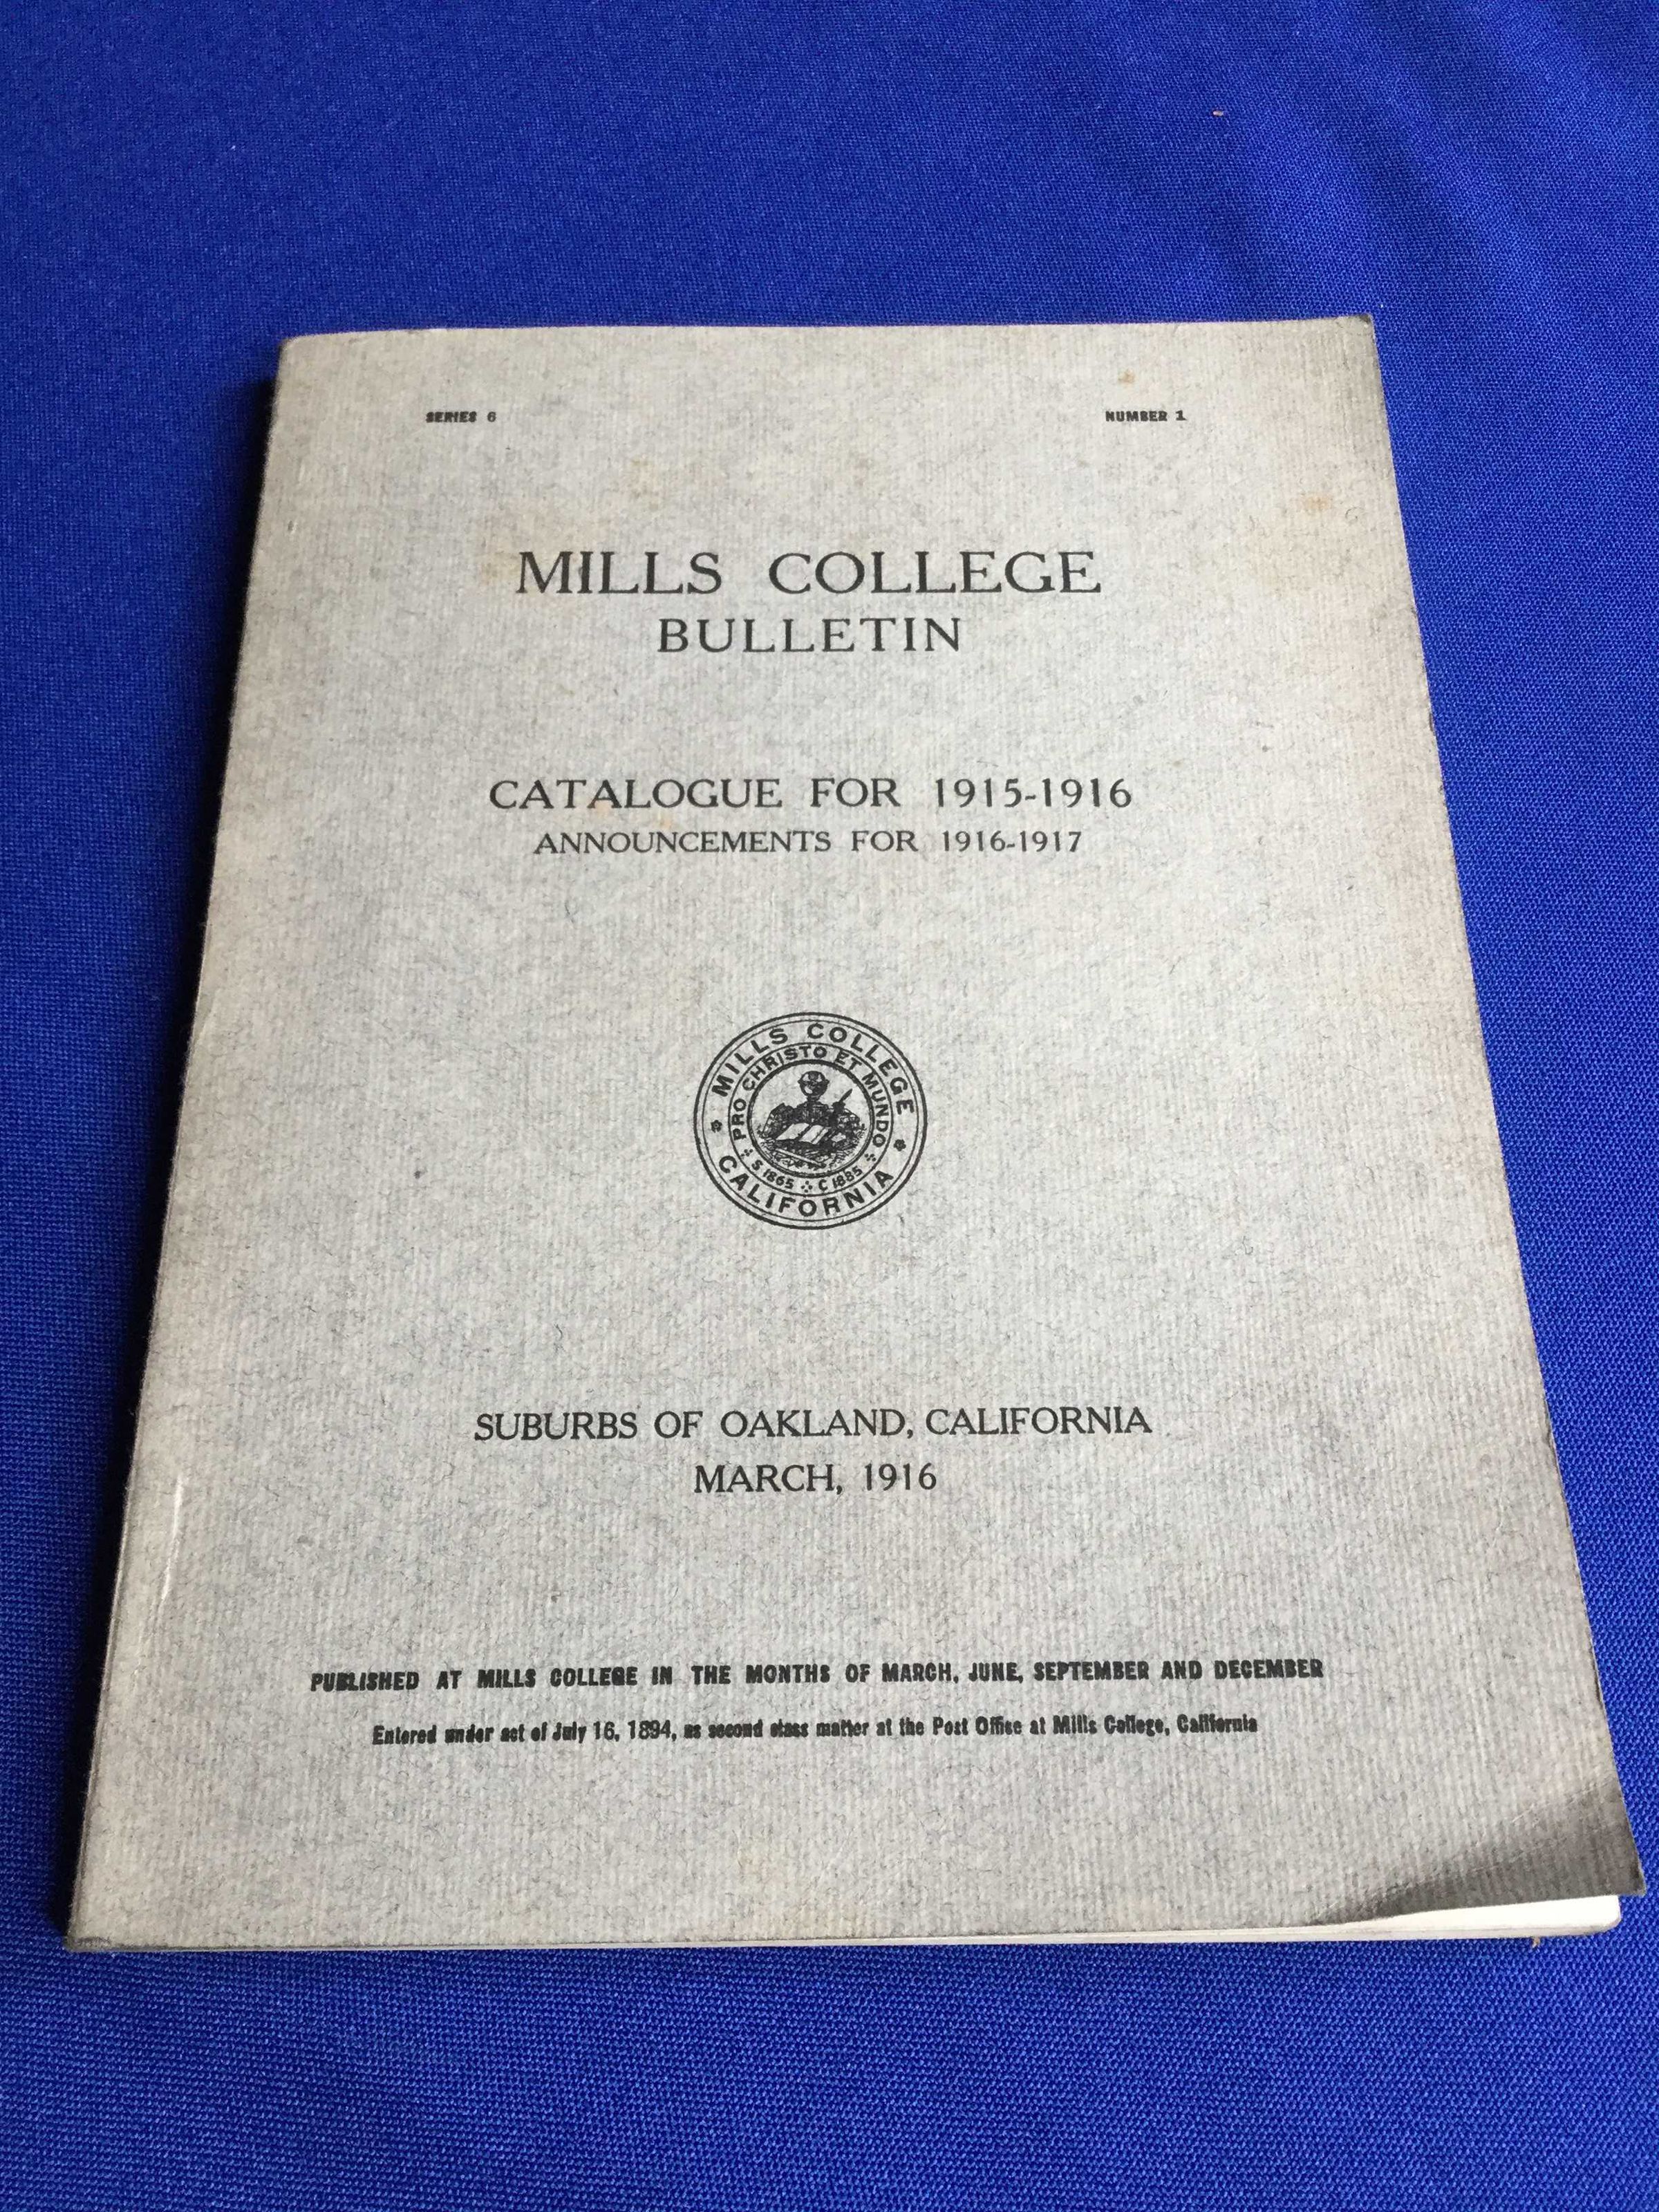 SERIES 6 NUMBER 1
MILLS COLLEGE
BULLETIN
CATALOGUE FOR 1915-1916
ANNOUNCEMENTS FOR 1916-1917
MILLS COLLEGE
PRO CHRISTO ET MUNDO
S 1865 C 1885
CALIFORNIA
SUBURBS OF OAKLAND, CALIFORNIA
MARCH, 1916
PUBLISHED AT MILLS COLLEGE IN THE MONTHS OF MARCH, JUNE, SEPTEMBER AND DECEMBER
Entered under act of July 16, 1894, as second class matter at the Post Office at Mills College, California